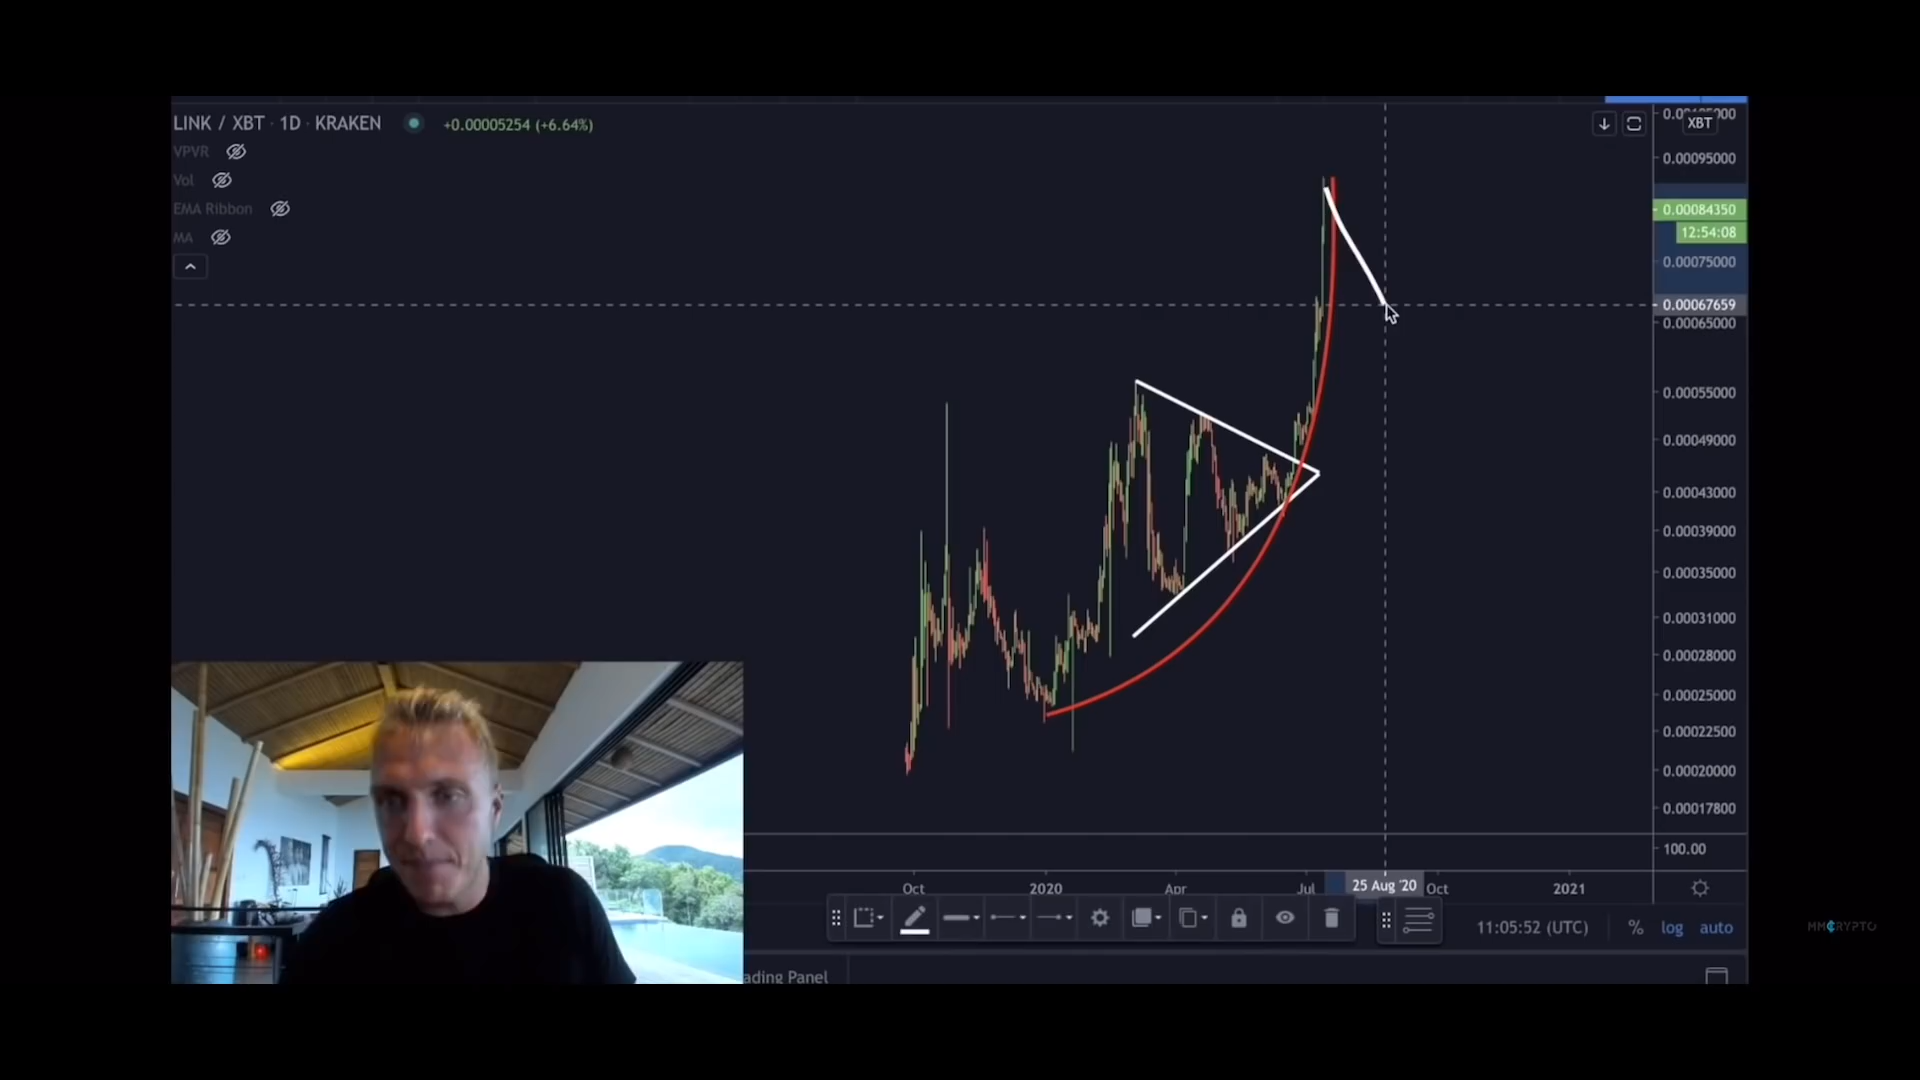 LINK / XBT · 1D · KRAKEN
+0.00005254 (+6.64%)
VPVR
Vol
EMA Ribbon
MA
XBT
0.00095000
0.00084350
12:54:08
0.00075000
0.00067659
0.00065000
0.00055000
0.00049000
0.00043000
0.00039000
0.00035000
0.00031000
0.00028000
0.00025000
0.00022500
0.00020000
0.00017800
100.00
Oct 2020 Apr Jul 25 Aug '20 Oct 2021
11:05:52 (UTC) % log auto
MMCRYPTO
ading Panel